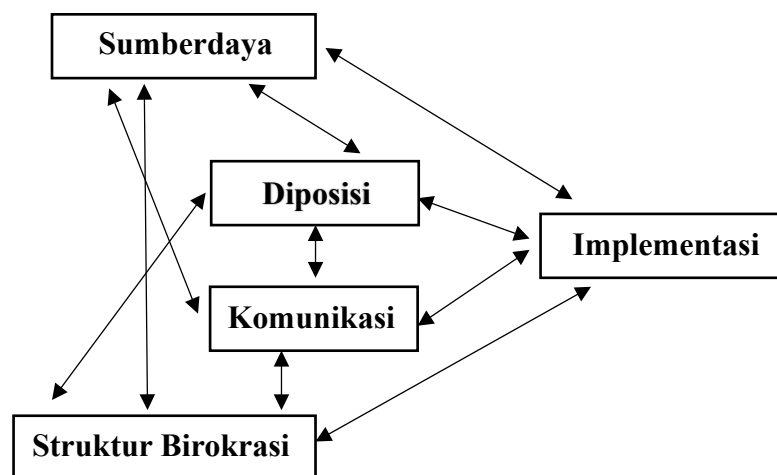 Sumberdaya
Diposisi
Implementasi
Komunikasi
Struktur Birokrasi